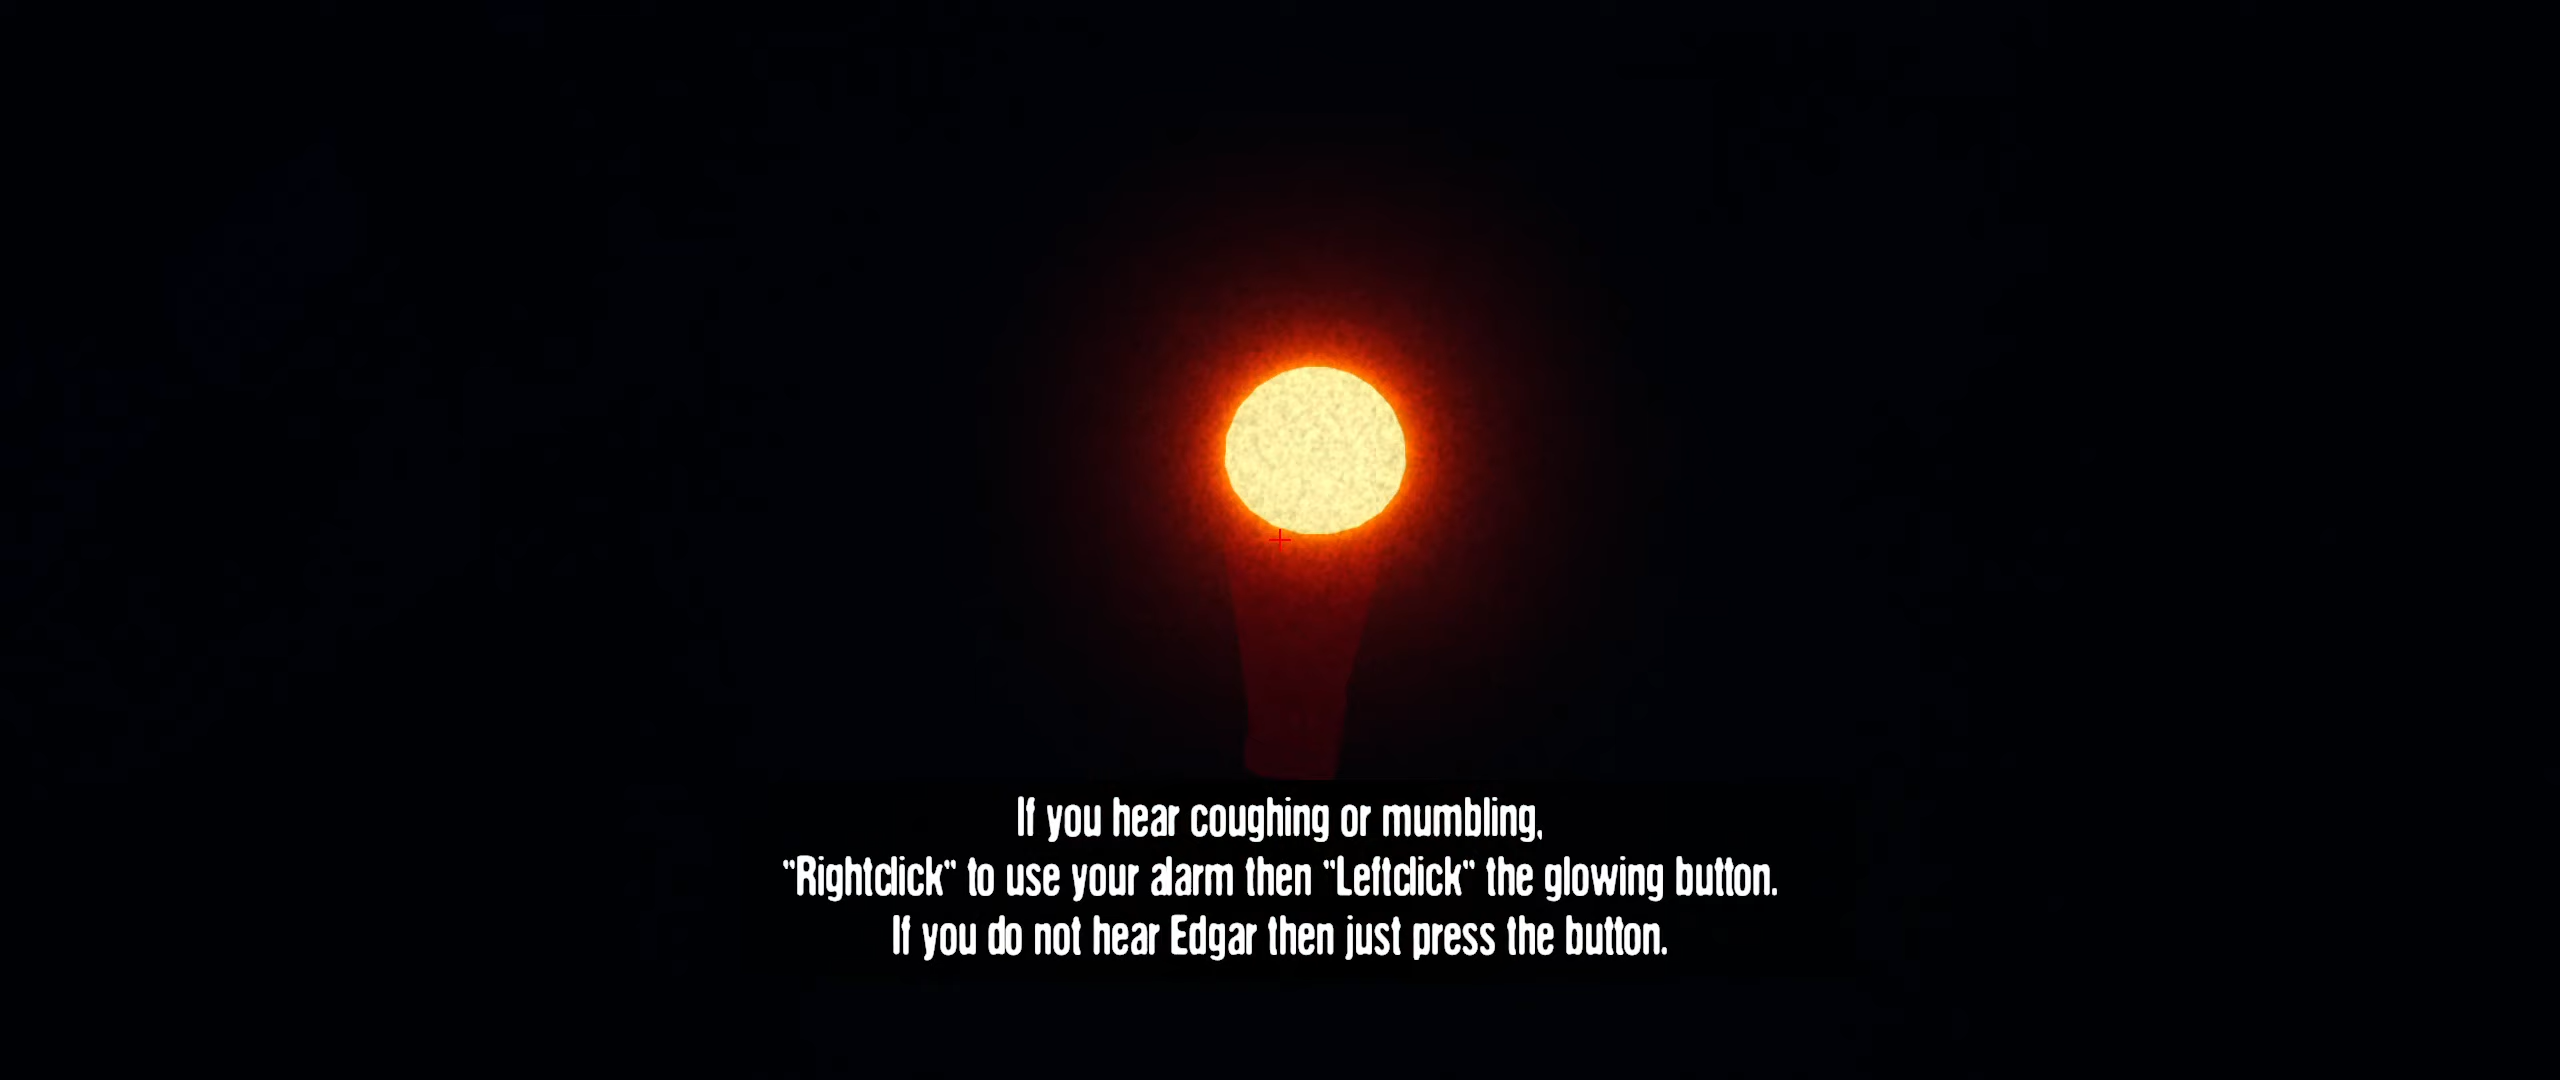 If you hear coughing or mumbling,
"Rightclick" to use your alarm then "Leftclick" the glowing button.
If you do not hear Edgar then just press the button.